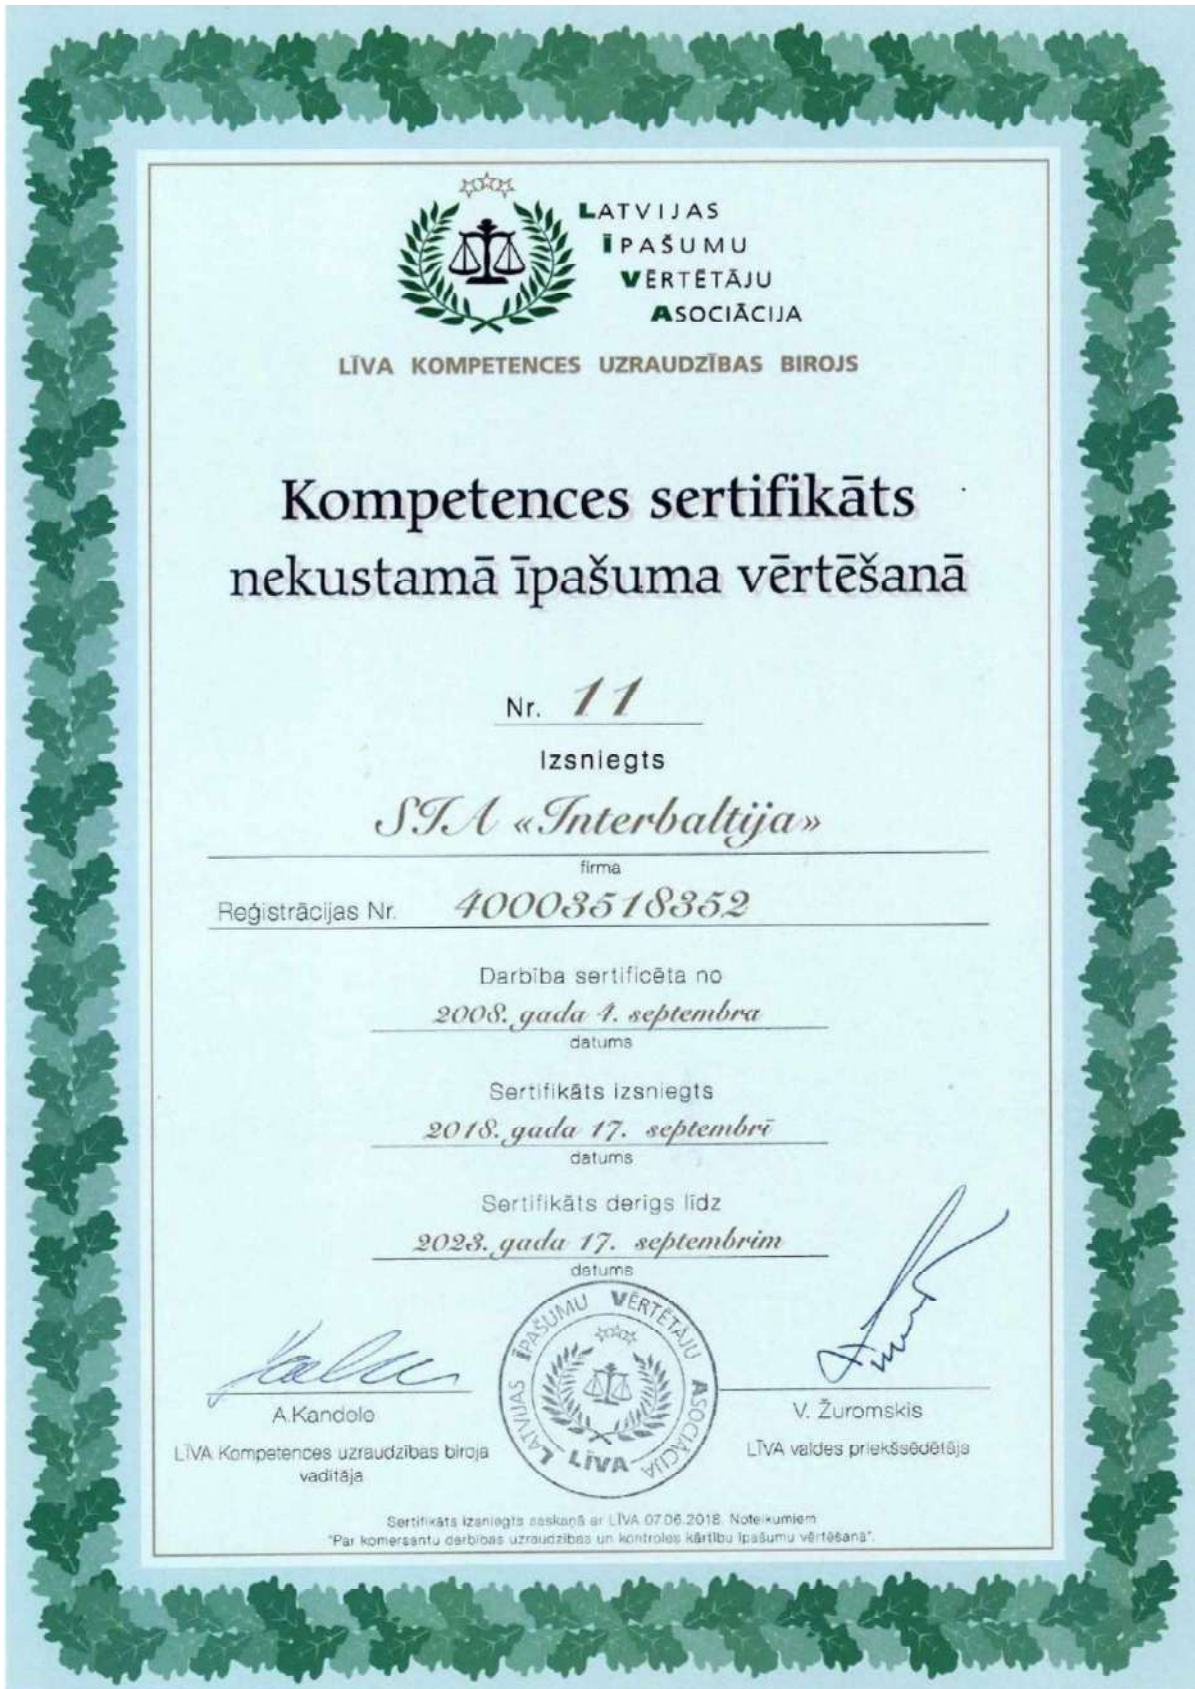 LATVIJAS
ĪPAŠUMU
VĒRTĒTĀJU
ASOCIĀCIJA
LĪVA KOMPETENCES UZRAUDZĪBAS BIROJS
Kompetences sertifikāts
nekustamā īpašuma vērtēšanā
Nr. 11
Izsniegts
SIA «Interbaltija»
firma
Reģistrācijas Nr. 40003518352
Darbība sertificēta no
2008. gada 4. septembra
datums
Sertifikāts izsniegts
2018. gada 17. septembrī
datums
Sertifikāts derīgs līdz
2023. gada 17. septembrim
datums
LATVIJAS ĪPAŠUMU VĒRTĒTĀJU ASOCIĀCIJA
LĪVA
A.Kandele
LĪVA Kompetences uzraudzības biroja
vadītāja
V. Žuromskis
LĪVA valdes priekšsēdētājs
Sertifikāts izsniegts saskaņā ar LĪVA 07.06.2018. Noteikumiem
"Par komersantu darbības uzraudzības un kontroles kārtību īpašumu vērtēšanā".